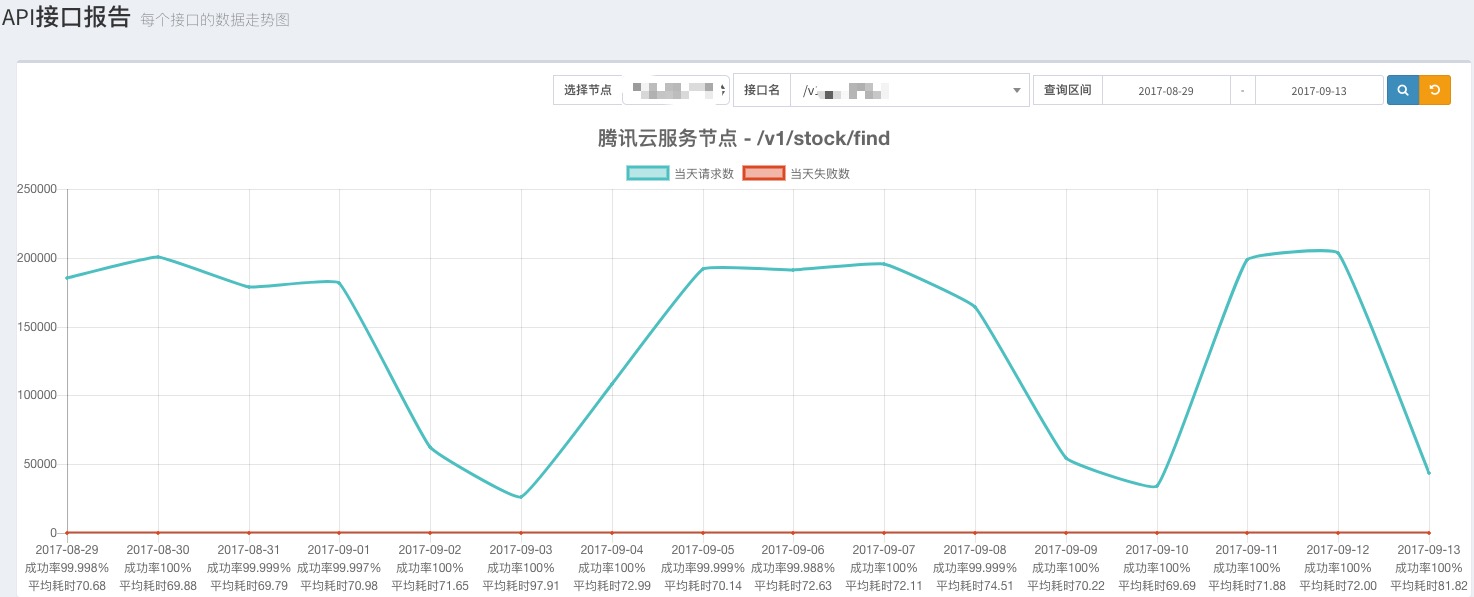 API接口报告 每个接口的数据走势图
选择节点 接口名 /v1 查询区间 2017-08-29 - 2017-09-13
腾讯云服务节点 - /v1/stock/find
当天请求数 当天失败数
250000
200000
150000
100000
50000
0
2017-08-29 2017-08-30 2017-08-31 2017-09-01 2017-09-02 2017-09-03 2017-09-04 2017-09-05 2017-09-06 2017-09-07 2017-09-08 2017-09-09 2017-09-10 2017-09-11 2017-09-12 2017-09-13
成功率99.998% 成功率100% 成功率99.999% 成功率99.997% 成功率100% 成功率100% 成功率100% 成功率99.999% 成功率99.988% 成功率100% 成功率99.999% 成功率100% 成功率100% 成功率100% 成功率100% 成功率100%
平均耗时70.68 平均耗时69.88 平均耗时69.79 平均耗时70.98 平均耗时71.65 平均耗时97.91 平均耗时72.99 平均耗时70.14 平均耗时72.63 平均耗时72.11 平均耗时74.51 平均耗时70.22 平均耗时69.69 平均耗时71.88 平均耗时72.00 平均耗时81.82